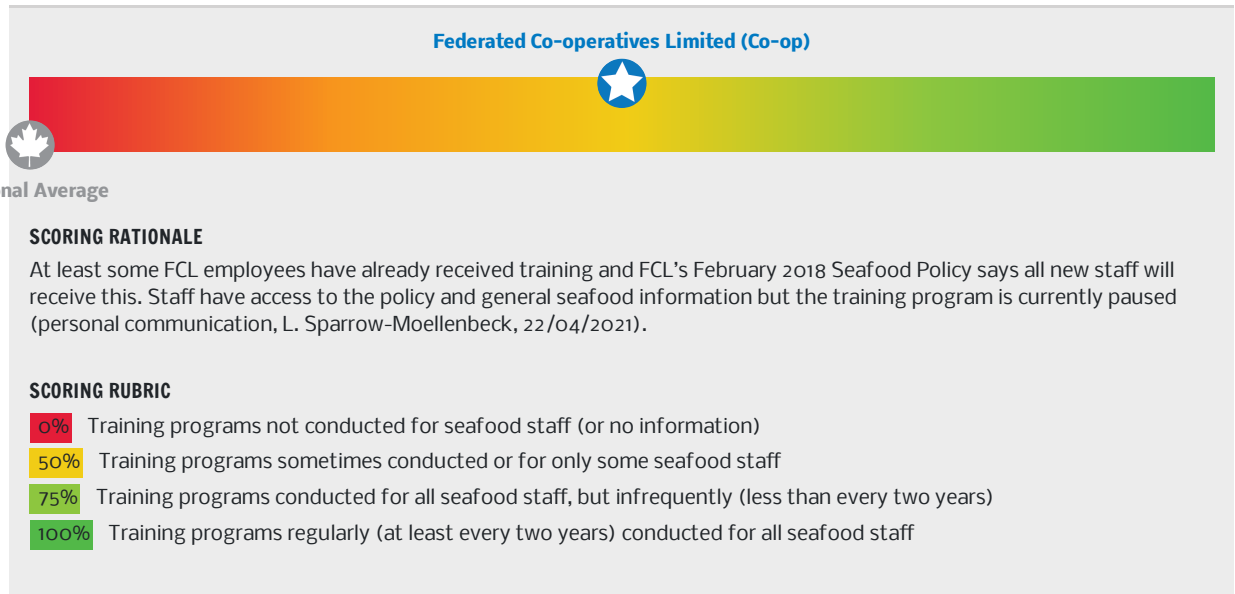 Federated Co-operatives Limited (Co-op)
nal Average
SCORING RATIONALE
At least some FCL employees have already received training and FCL's February 2018 Seafood Policy says all new staff will
receive this. Staff have access to the policy and general seafood information but the training program is currently paused
(personal communication, L. Sparrow-Moellenbeck, 22/04/2021).
SCORING RUBRIC
0% Training programs not conducted for seafood staff (or no information)
50% Training programs sometimes conducted or for only some seafood staff
75% Training programs conducted for all seafood staff, but infrequently (less than every two years)
100% Training programs regularly (at least every two years) conducted for all seafood staff